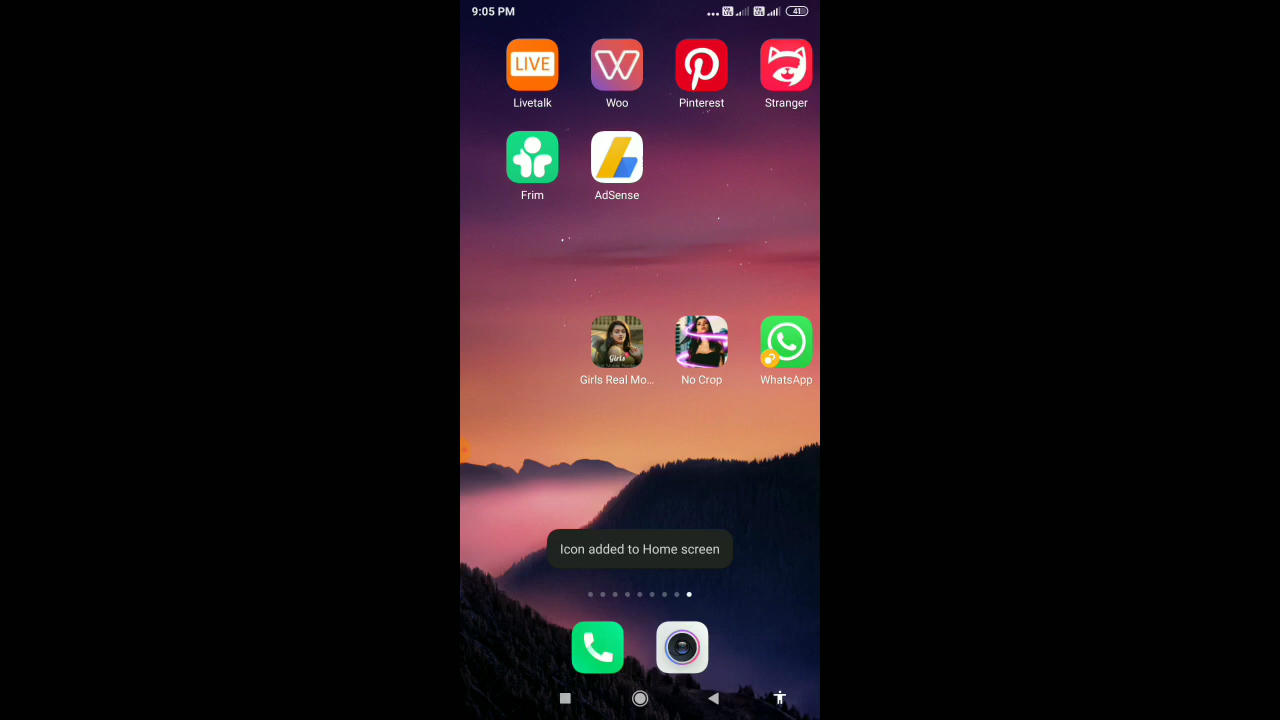 9:05 PM
41
LIVE
Livetalk
Woo
Pinterest
Stranger
Frim
AdSense
Girls
Girls Real Mo...
No Crop
WhatsApp
Icon added to Home screen